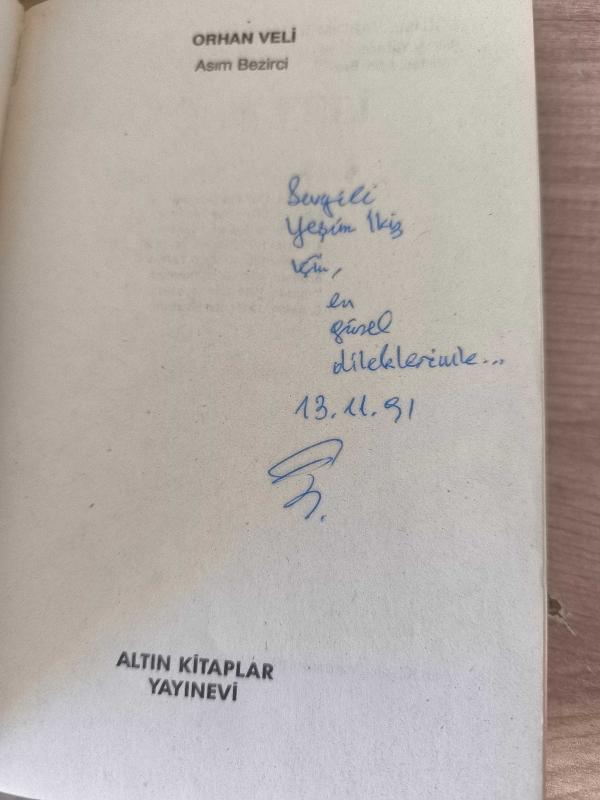 ORHAN VELİ
Asım Bezirci
Sevgili
Yeşim İkiz
için,
en
güzel
dileklerimle...
13.11.91
ALTIN KİTAPLAR
YAYINEVİ